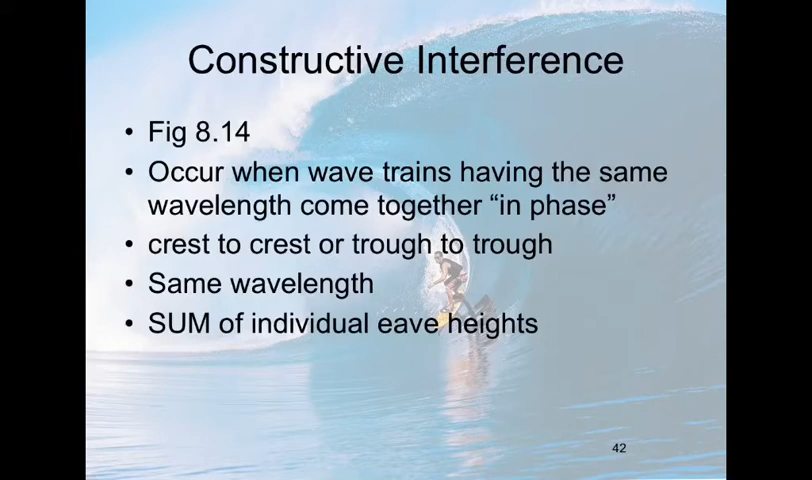 Constructive Interference
• Fig 8.14
• Occur when wave trains having the same
wavelength come together “in phase”
• crest to crest or trough to trough
• Same wavelength
• SUM of individual eave heights
42